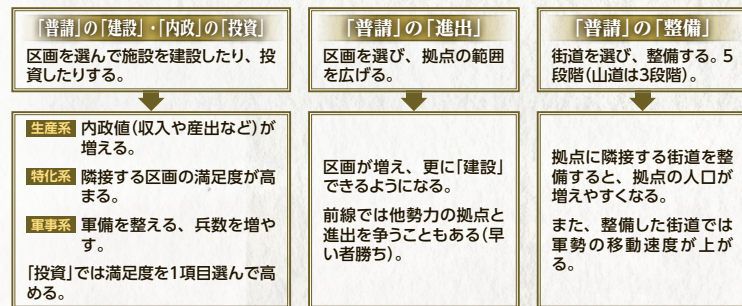 「普請」の「建設」・「内政」の「投資」
区画を選んで施設を建設したり、投
資したりする。
生産系 内政値(収入や産出など)が
増える。
特化系 隣接する区画の満足度が高
まる。
軍事系 軍備を整える、兵数を増や
す。
「投資」では満足度を1項目選んで高
める。
「普請」の「進出」
区画を選び、拠点の範囲
を広げる。
区画が増え、更に「建設」
できるようになる。
前線では他勢力の拠点と
進出を争うこともある(早
い者勝ち)。
「普請」の「整備」
街道を選び、整備する。5
段階(山道は3段階)。
拠点に隣接する街道を整
備すると、拠点の人口が
増えやすくなる。
また、整備した街道では
軍勢の移動速度が上が
る。